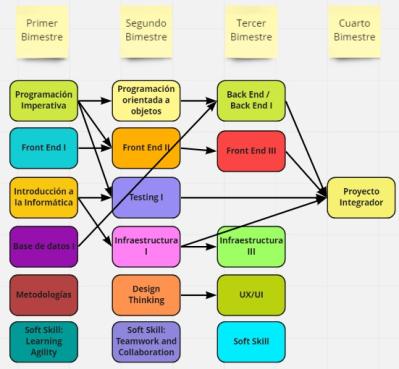 Primer
Bimestre
Segundo
Bimestre
Tercer
Bimestre
Cuarto
Bimestre
Programación
Imperativa
Programación
orientada a
objetos
Back End /
Back End I
Front End I
Front End II
Front End III
Introducción a
la Informática
Testing I
Proyecto
Integrador
Base de datos I
Infraestructura
I
Infraestructura
III
Metodologías
Design
Thinking
UX/UI
Soft Skill:
Learning
Agility
Soft Skill:
Teamwork and
Collaboration
Soft Skill